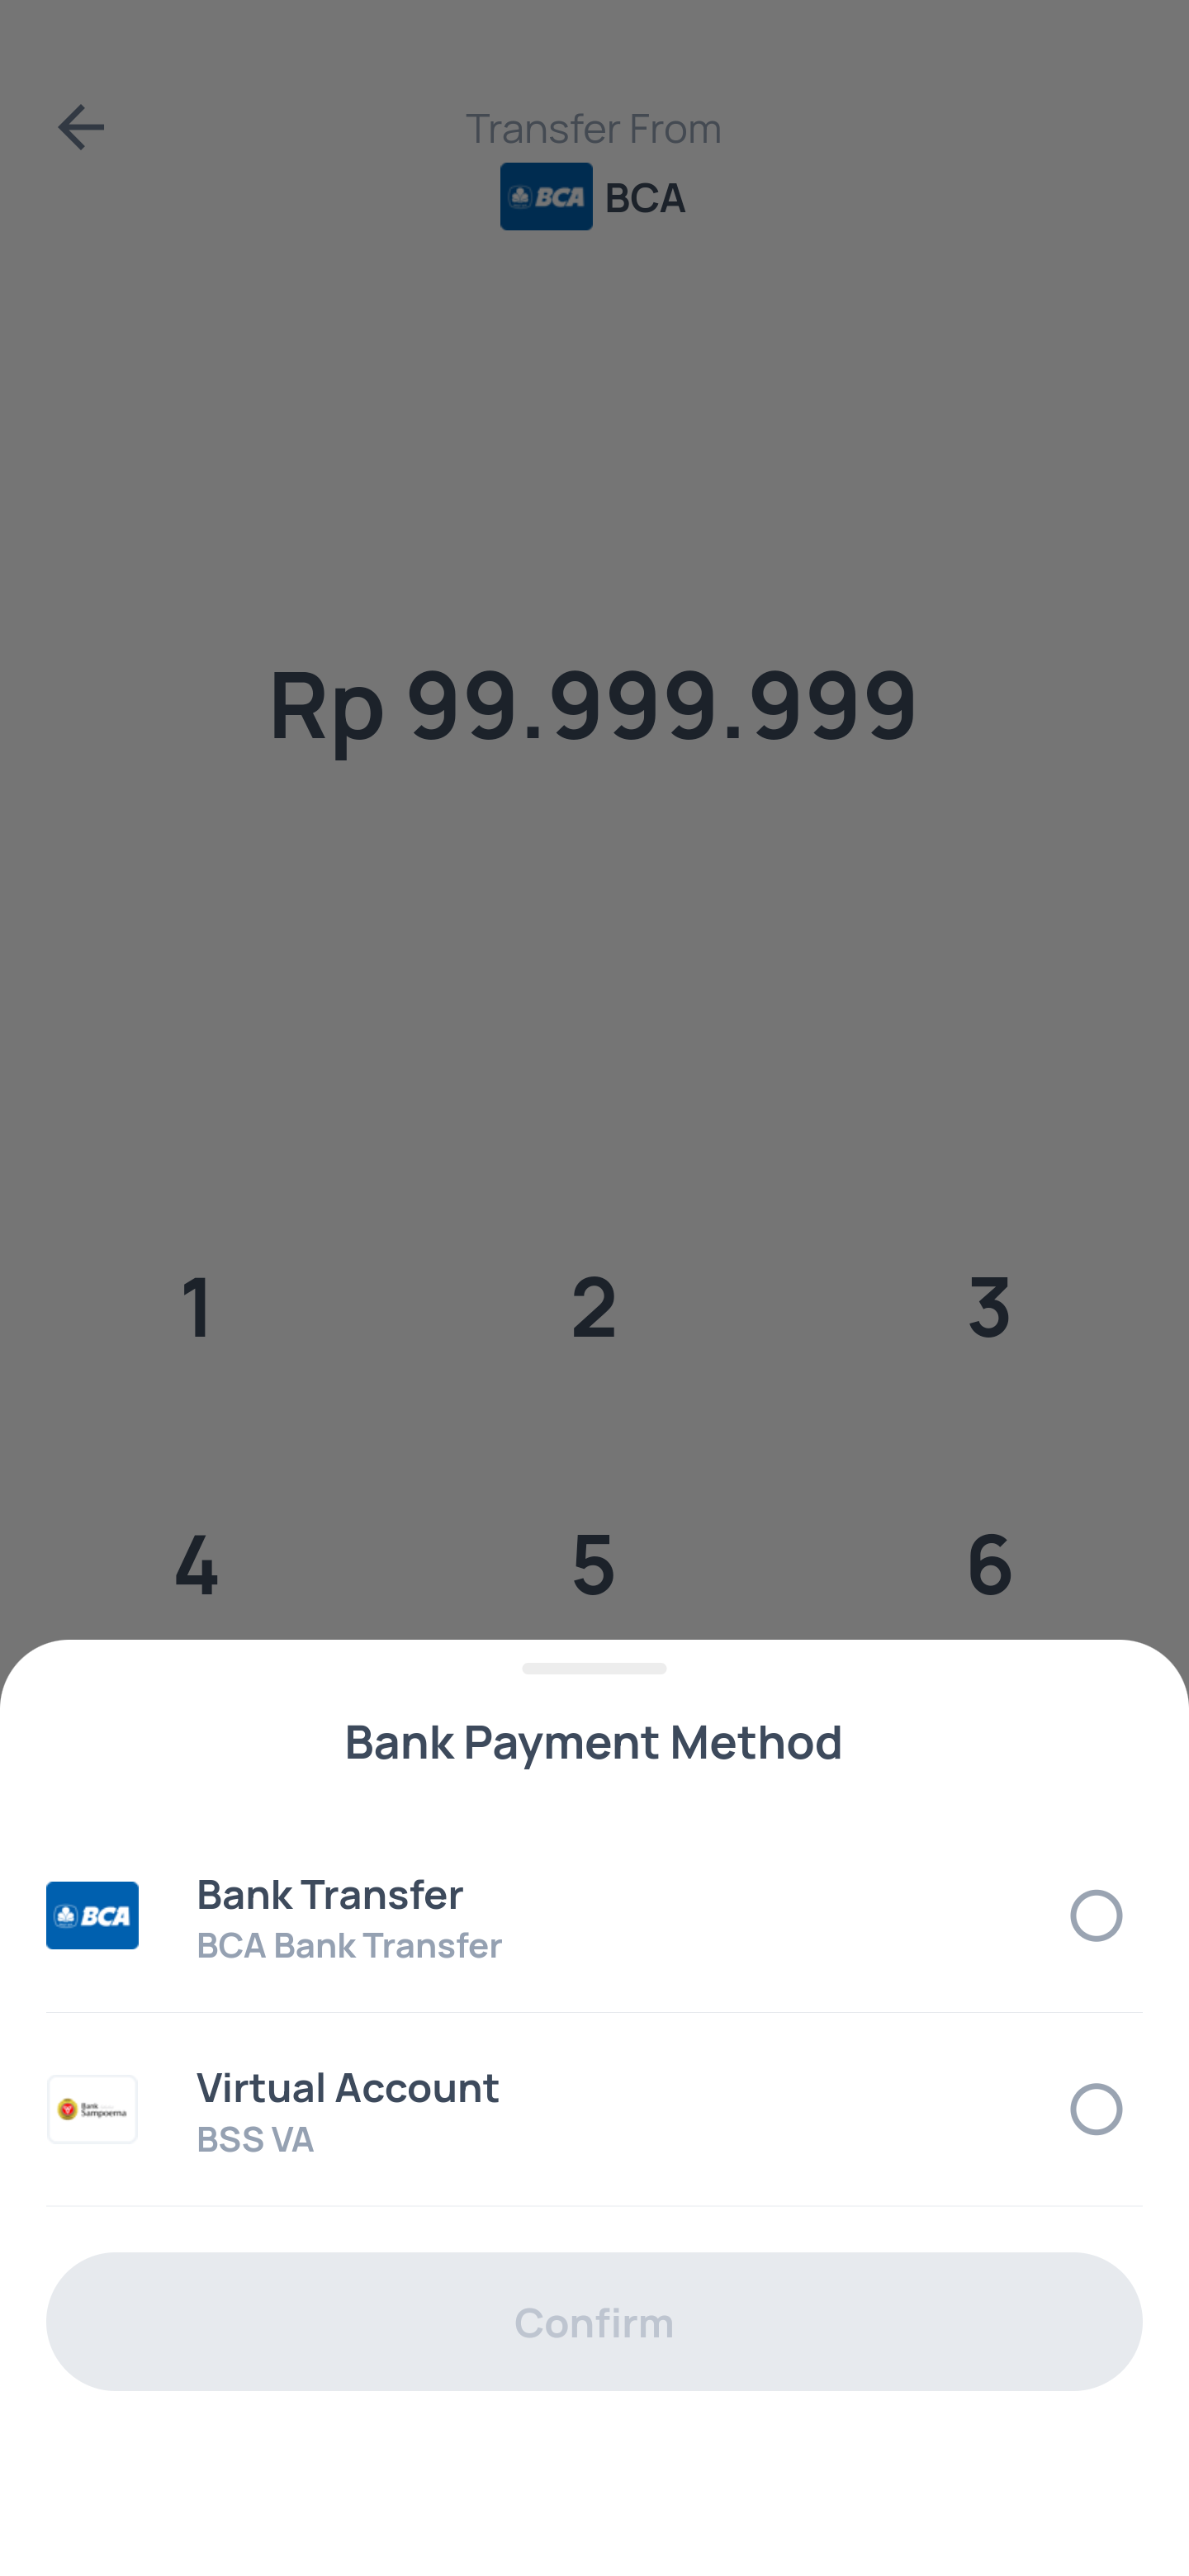 Transfer From
BCA BCA
Rp 99.999.999
1 2 3
4 5 6
Bank Payment Method
BCA
Bank Transfer
BCA Bank Transfer
Bank
Sampoerna
Virtual Account
BSS VA
Confirm